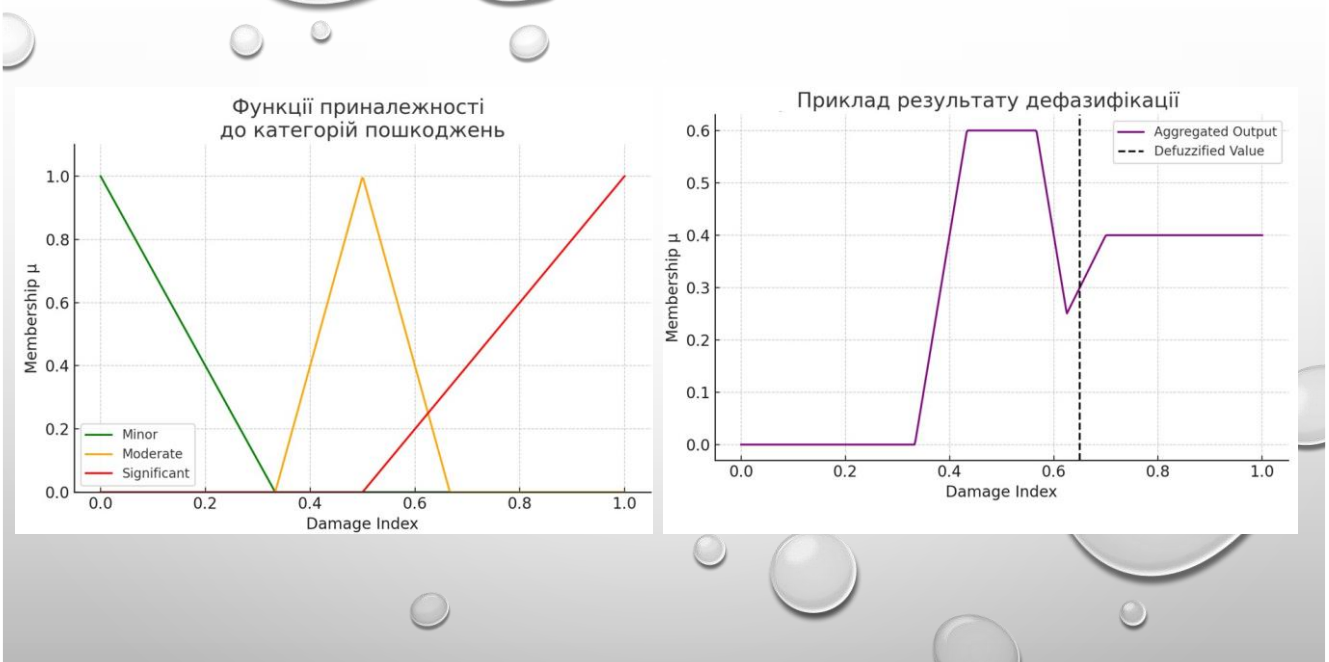 Функції приналежності
до категорій пошкоджень
Membership μ
1.0
0.8
0.6
0.4
0.2
0.0
Minor
Moderate
Significant
0.0 0.2 0.4 0.6 0.8 1.0
Damage Index
Приклад результату дефазифікації
Membership μ
0.6
0.5
0.4
0.3
0.2
0.1
0.0
Aggregated Output
Defuzzified Value
0.0 0.2 0.4 0.6 0.8 1.0
Damage Index